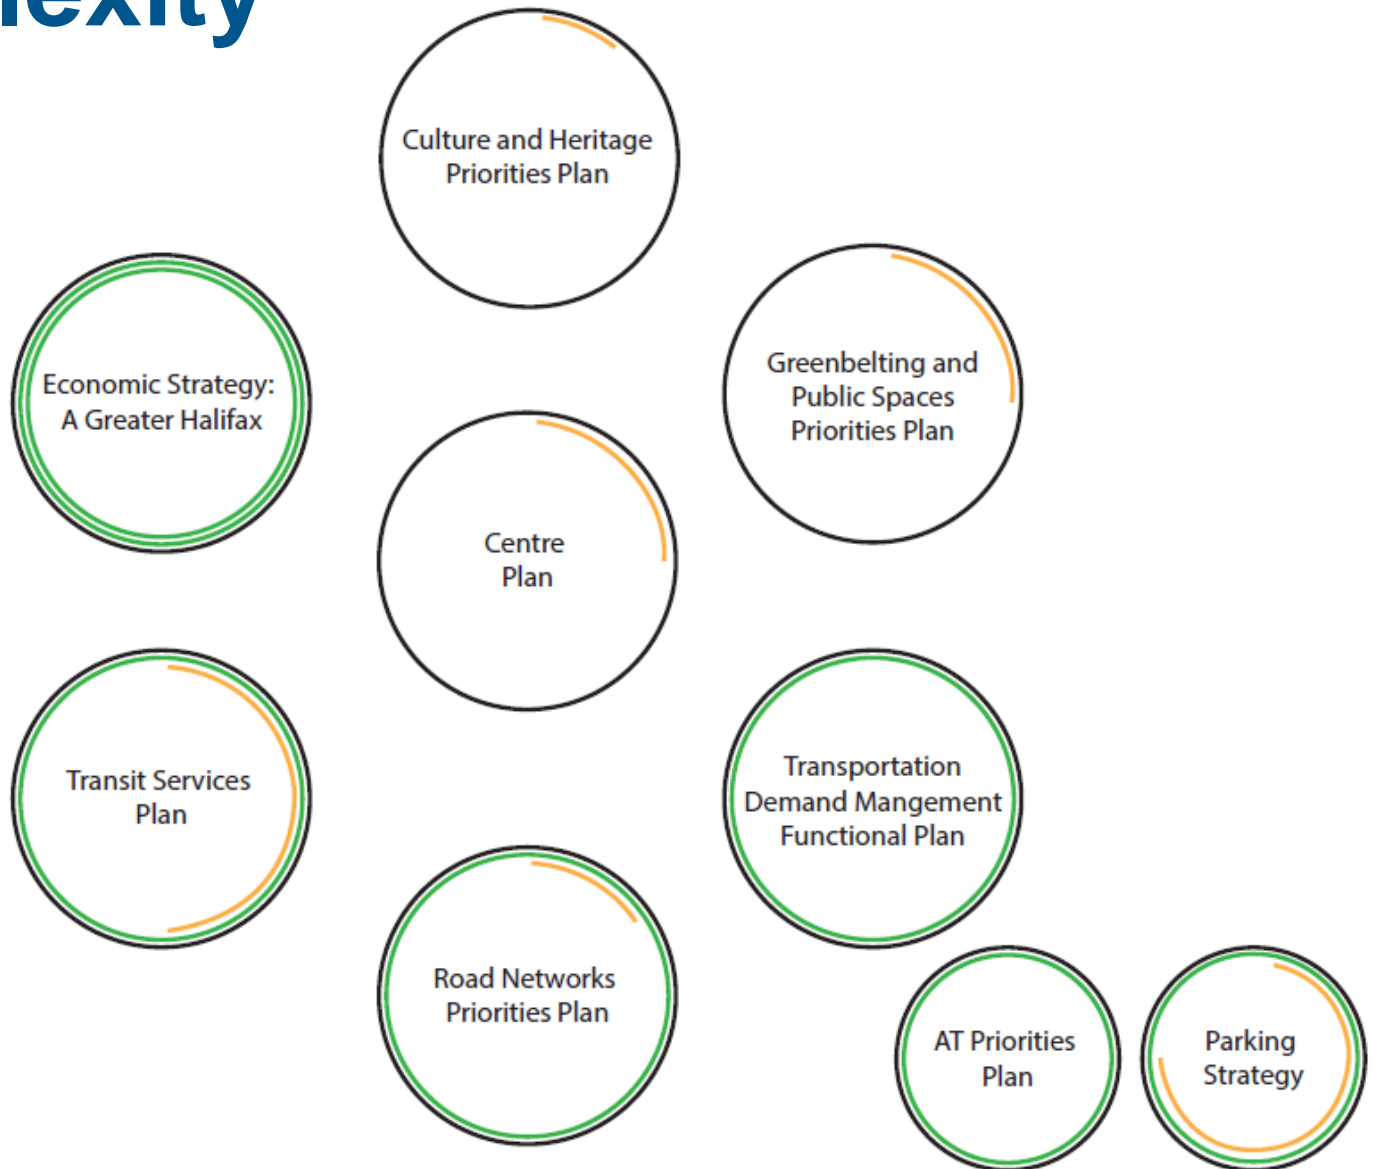 lexity
Culture and Heritage
Priorities Plan
Economic Strategy:
A Greater Halifax
Greenbelting and
Public Spaces
Priorities Plan
Centre
Plan
Transit Services
Plan
Transportation
Demand Mangement
Functional Plan
Road Networks
Priorities Plan
AT Priorities
Plan
Parking
Strategy